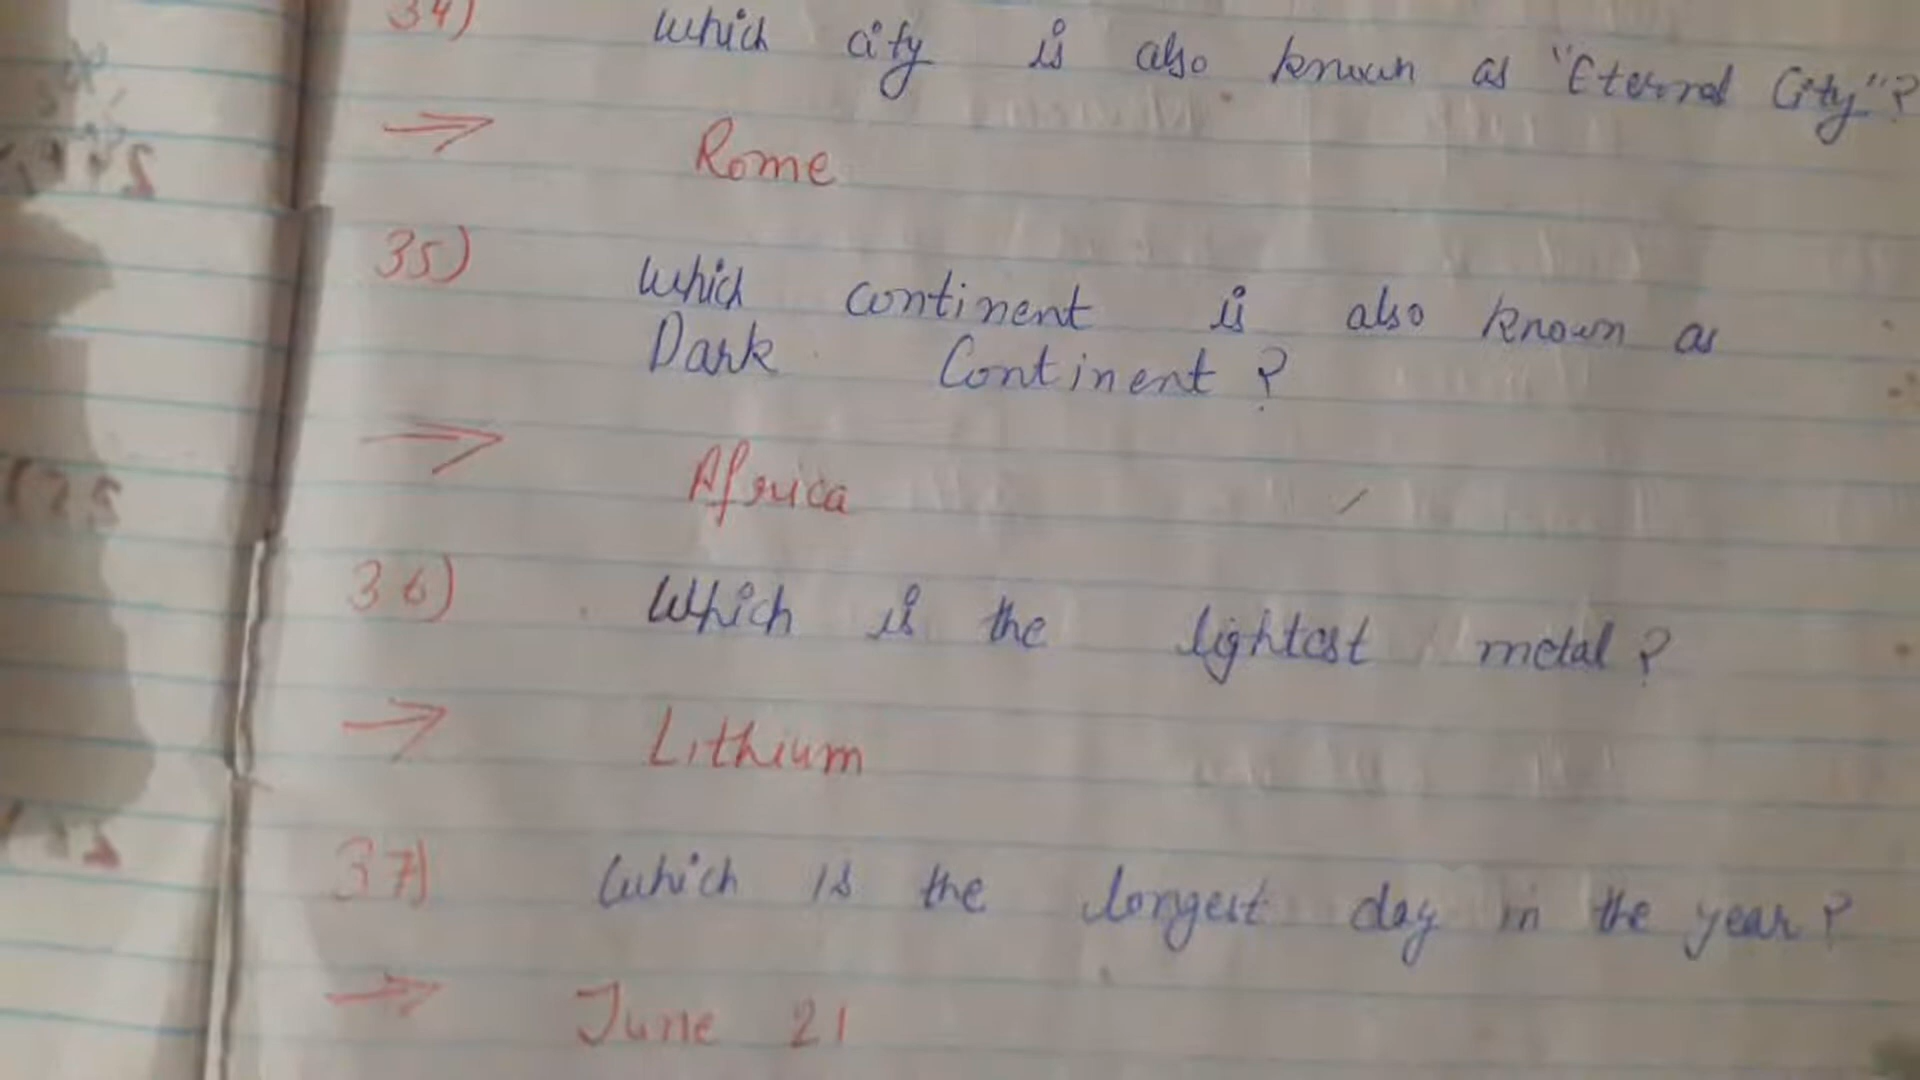 34) Which city is also known as "Eternal City"?
⇒ Rome
35) Which continent is also known as
Dark Continent?
⇒ Africa
36) Which is the lightest metal?
⇒ Lithium
37) Which is the longest day in the year?
⇒ June 21